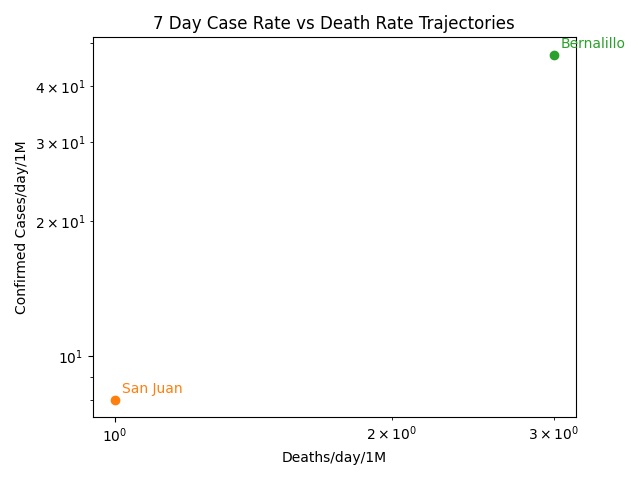 7 Day Case Rate vs Death Rate Trajectories
Bernalillo
4 × 10¹
3 × 10¹
2 × 10¹
10¹
Confirmed Cases/day/1M
San Juan
10⁰
2 × 10⁰
3 × 10⁰
Deaths/day/1M